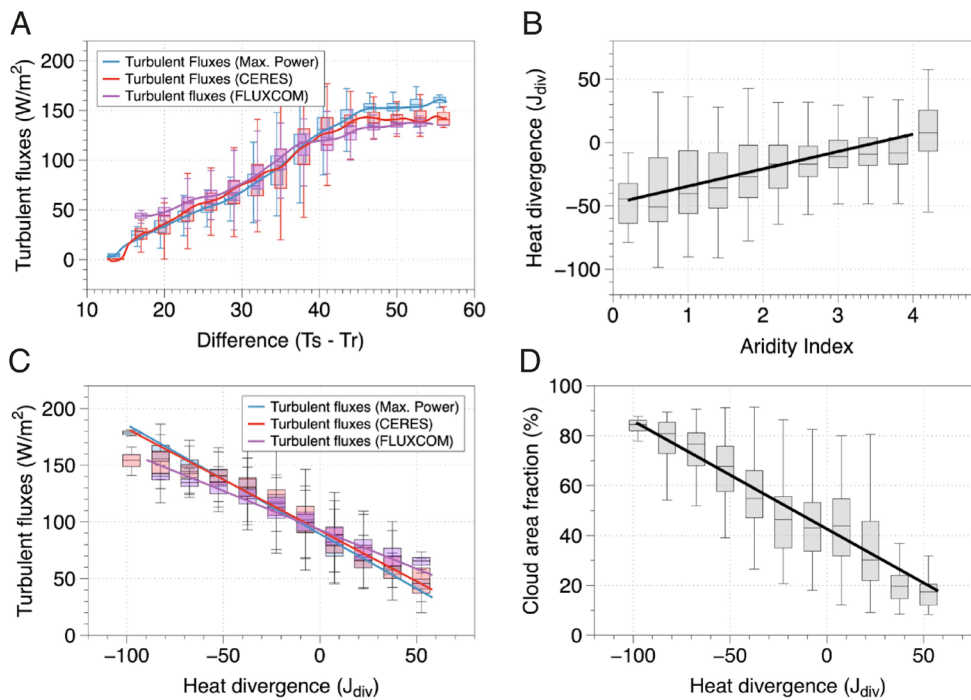 A
Turbulent fluxes (W/m²)
200
150
100
50
0
Turbulent Fluxes (Max. Power)
Turbulent Fluxes (CERES)
Turbulent fluxes (FLUXCOM)
10 20 30 40 50 60
Difference (Ts - Tr)
B
Heat divergence (J_div)
50
0
−50
−100
0 1 2 3 4
Aridity Index
C
Turbulent fluxes (W/m²)
200
150
100
50
0
Turbulent fluxes (Max. Power)
Turbulent fluxes (CERES)
Turbulent fluxes (FLUXCOM)
−100 −50 0 50
Heat divergence (J_div)
D
Cloud area fraction (%)
100
80
60
40
20
0
−100 −50 0 50
Heat divergence (J_div)